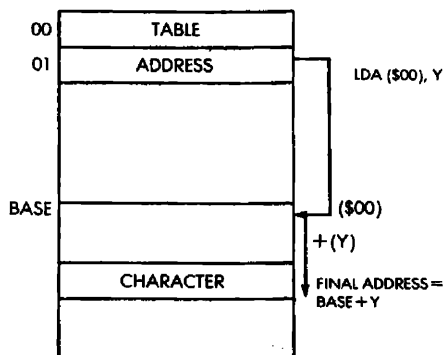 00 TABLE
01 ADDRESS
LDA ($00), Y
BASE
($00)
+(Y)
CHARACTER
FINAL ADDRESS=
BASE+Y